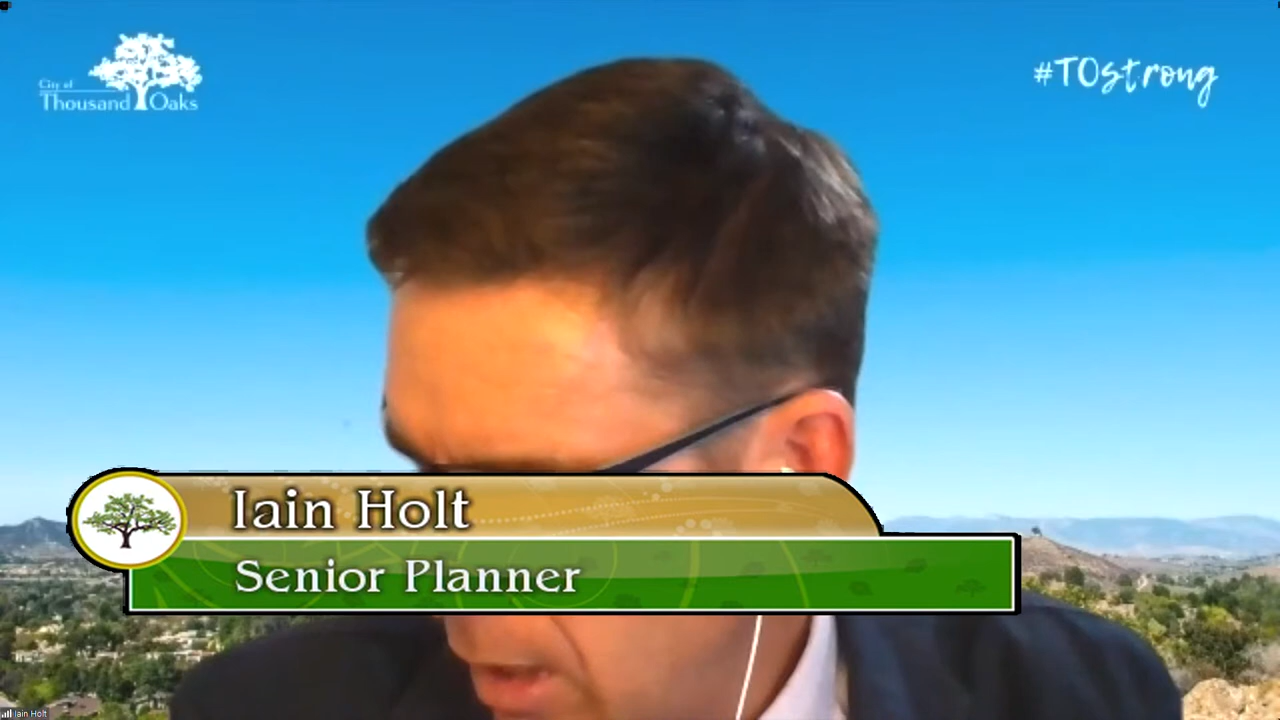 City of
Thousand Oaks
#TOstrong
Iain Holt
Senior Planner
Iain Holt